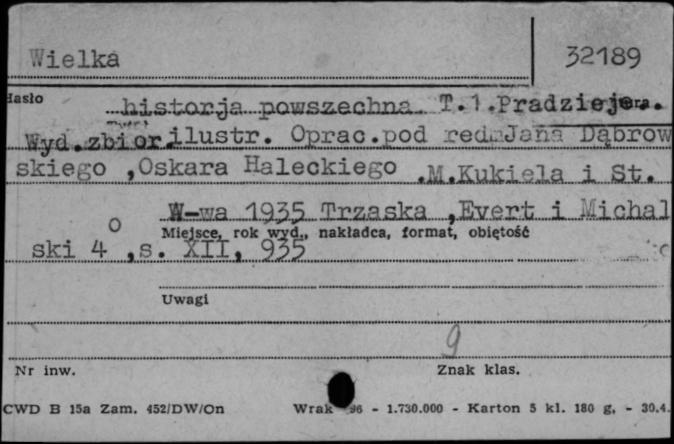 Wielka 32189
Hasło
historja powszechna. T.1.Pradzieje.
Wyd.zbior.ilustr. Oprac.pod red.Jana Dąbrow
skiego ,Oskara Haleckiego .M.Kukiela i St.
W-wa 1935 Trzaska ,Evert i Michal
Miejsce, rok wyd., nakładca, format, objętość
ski 4° ,s. XII, 935
Uwagi
9
Nr inw. Znak klas.
CWD B 15a Zam. 452/DW/On Wrak 96 - 1.730.000 - Karton 5 kl. 180 g, - 30.4.